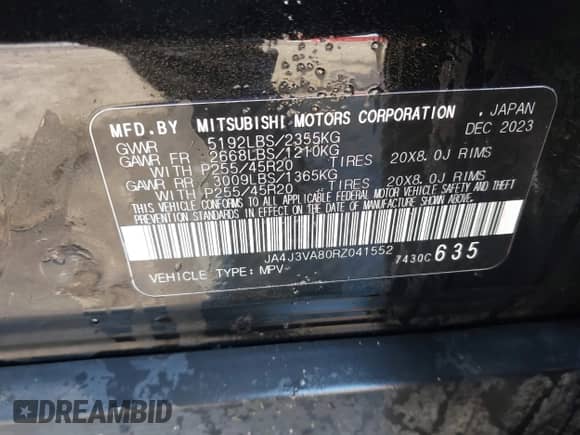 MFD.BY MITSUBISHI MOTORS CORPORATION , JAPAN
DEC 2023
GVWR 5192LBS/2355KG
GAWR FR 2668LBS/1210KG
WITH P255/45R20 TIRES 20X8.0J RIMS
GAWR RR 3009LBS/1365KG
WITH P255/45R20 TIRES 20X8.0J RIMS
THIS VEHICLE CONFORMS TO ALL APPLICABLE FEDERAL MOTOR VEHICLE SAFETY AND THEFT
PREVENTION STANDARDS IN EFFECT ON THE DATE OF MANUFACTURE SHOWN ABOVE.
JA4J3VA80RZ041552
VEHICLE TYPE: MPV 7430C 635
DREAMBID